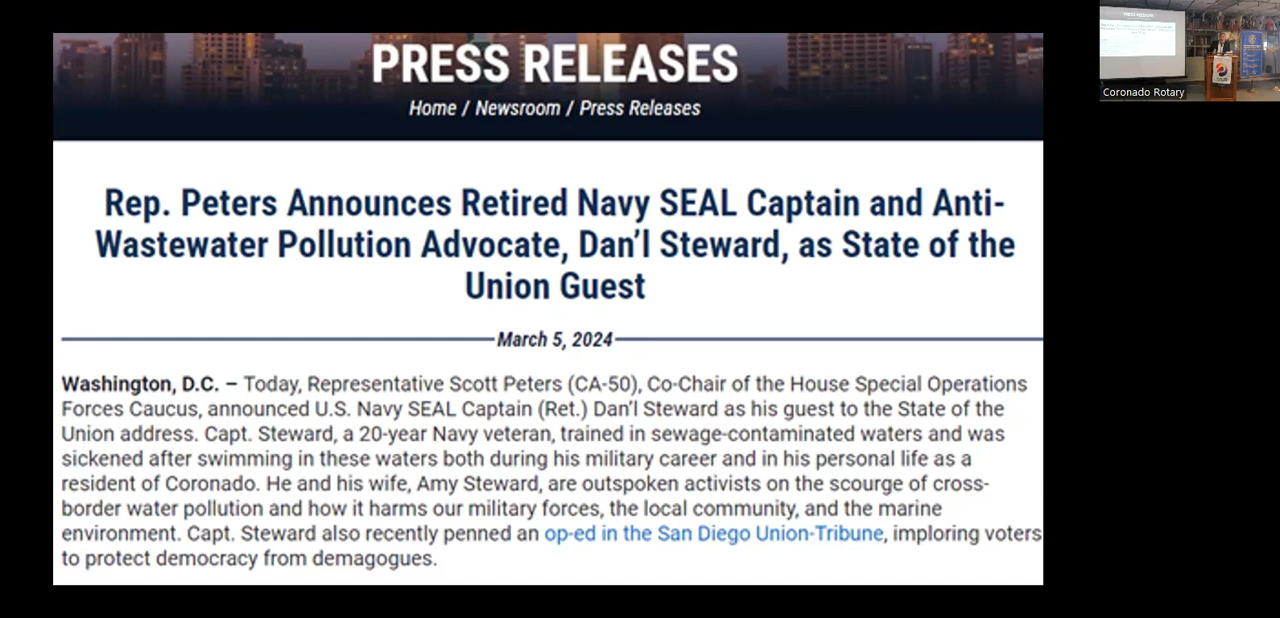 PRESS RELEASES
Home / Newsroom / Press Releases
Rep. Peters Announces Retired Navy SEAL Captain and Anti-
Wastewater Pollution Advocate, Dan’l Steward, as State of the
Union Guest
March 5, 2024
Washington, D.C. – Today, Representative Scott Peters (CA-50), Co-Chair of the House Special Operations
Forces Caucus, announced U.S. Navy SEAL Captain (Ret.) Dan’l Steward as his guest to the State of the
Union address. Capt. Steward, a 20-year Navy veteran, trained in sewage-contaminated waters and was
sickened after swimming in these waters both during his military career and in his personal life as a
resident of Coronado. He and his wife, Amy Steward, are outspoken activists on the scourge of cross-
border water pollution and how it harms our military forces, the local community, and the marine
environment. Capt. Steward also recently penned an op-ed in the San Diego Union-Tribune, imploring voters
to protect democracy from demagogues.
Coronado Rotary